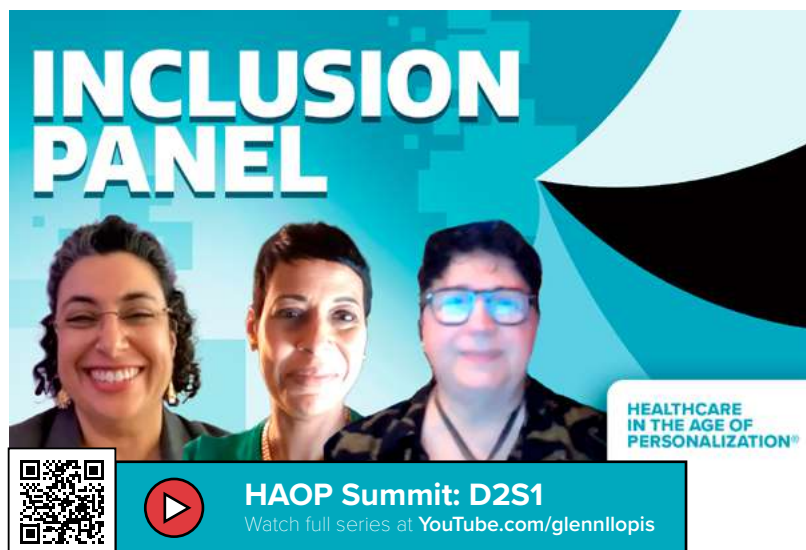 INCLUSION
PANEL
HEALTHCARE
IN THE AGE OF
PERSONALIZATION®
HAOP Summit: D2S1
Watch full series at YouTube.com/glennllopis